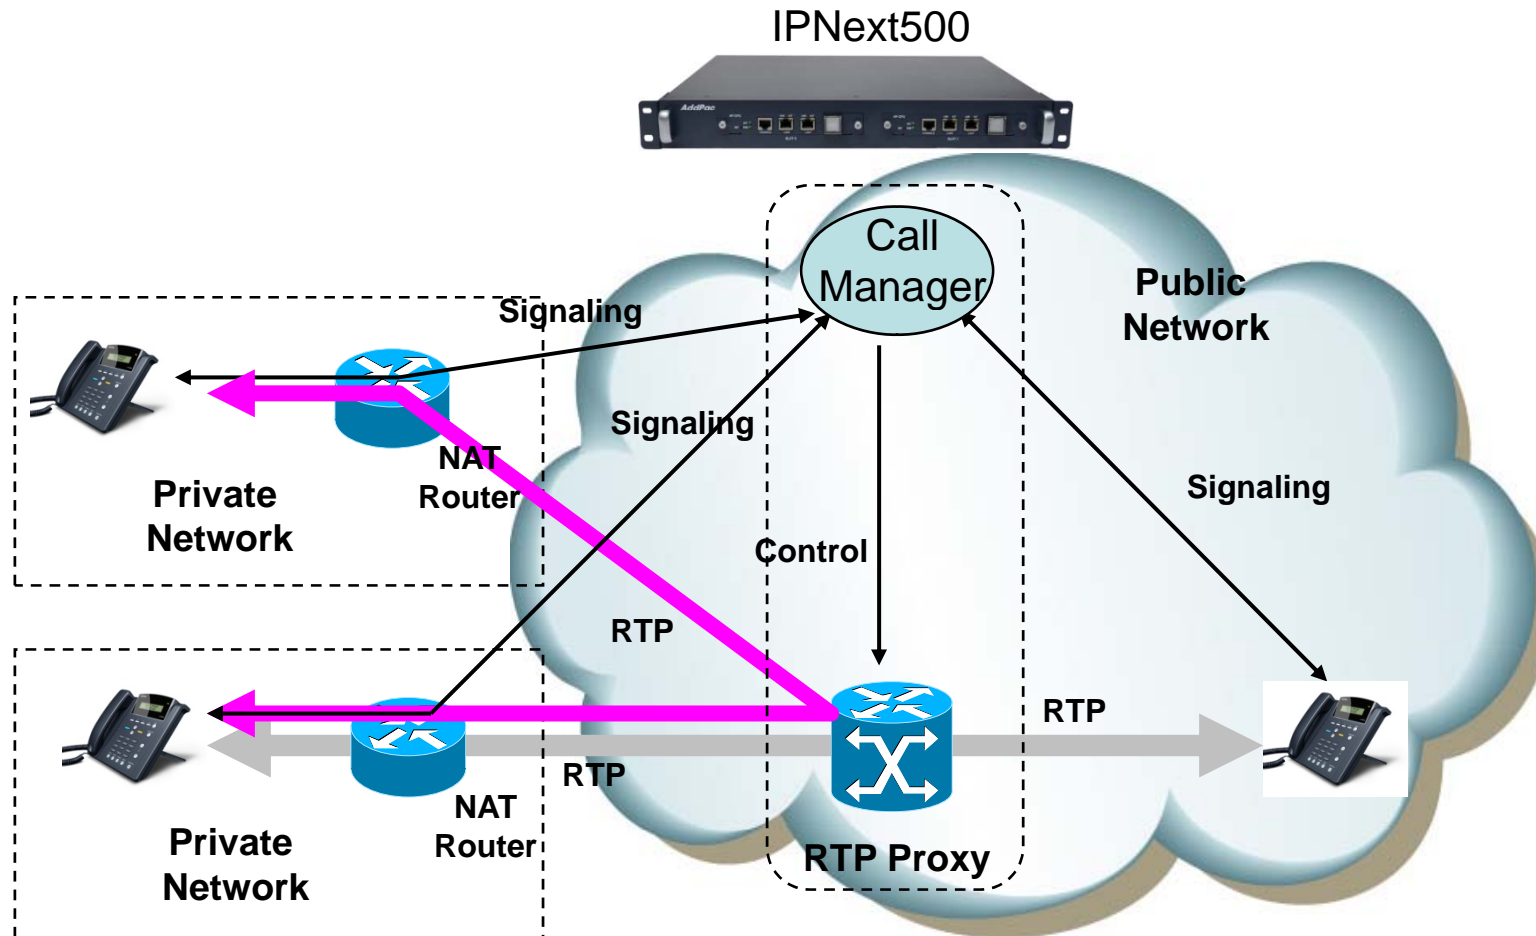 IPNext500
AddPac
Call
Manager
Public
Network
Signaling
Signaling
NAT
Router
Private
Network
Signaling
Control
RTP
RTP
RTP
NAT
Router
Private
Network
RTP Proxy